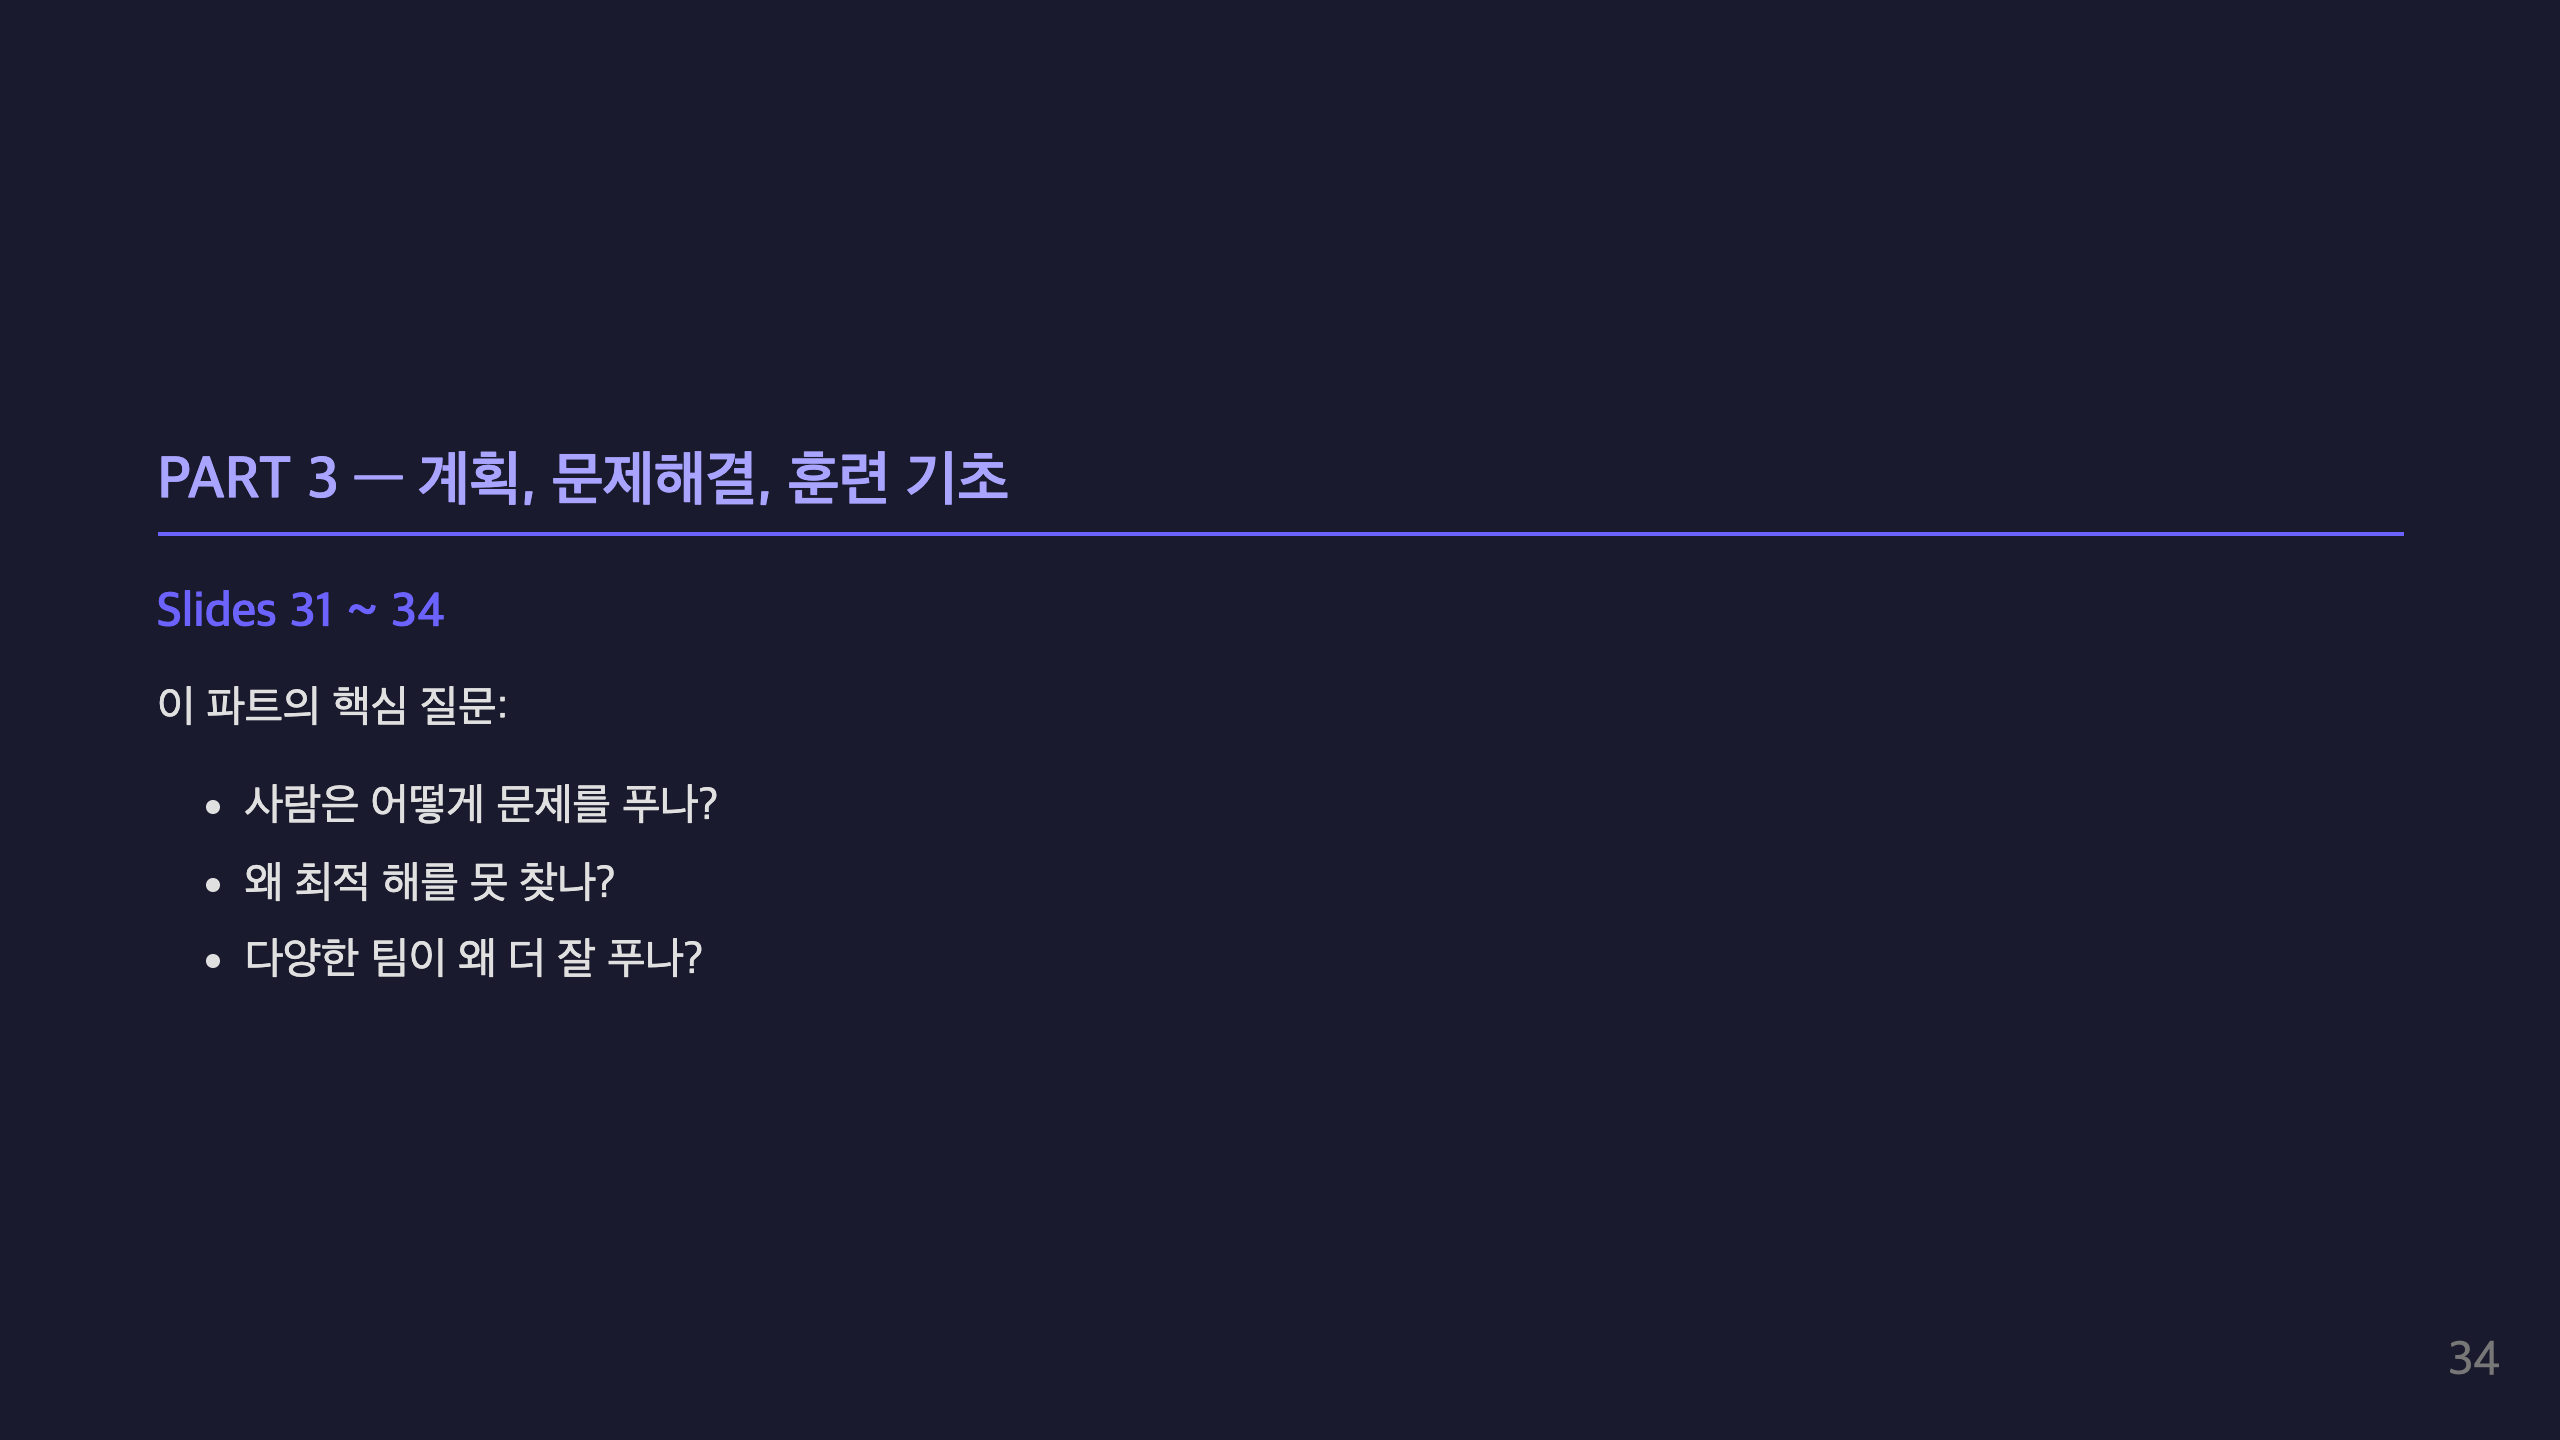 PART 3 — 계획, 문제해결, 훈련 기초
Slides 31 ~ 34
이 파트의 핵심 질문:
• 사람은 어떻게 문제를 푸나?
• 왜 최적 해를 못 찾나?
• 다양한 팀이 왜 더 잘 푸나?
34